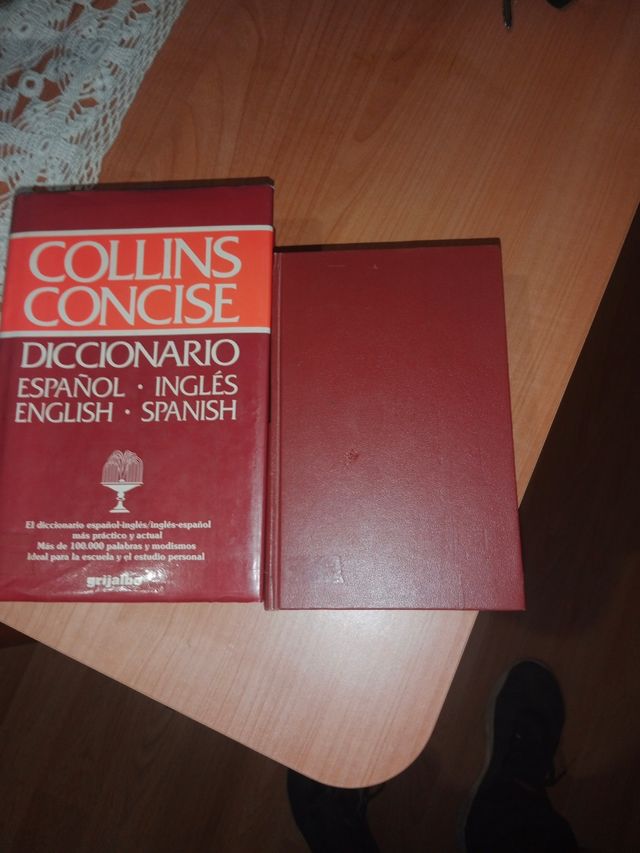 COLLINS
CONCISE
DICCIONARIO
ESPAÑOL · INGLÉS
ENGLISH · SPANISH
El diccionario español-inglés/inglés-español
más práctico y actual
Más de 100.000 palabras y modismos
Ideal para la escuela y el estudio personal
grijalbo